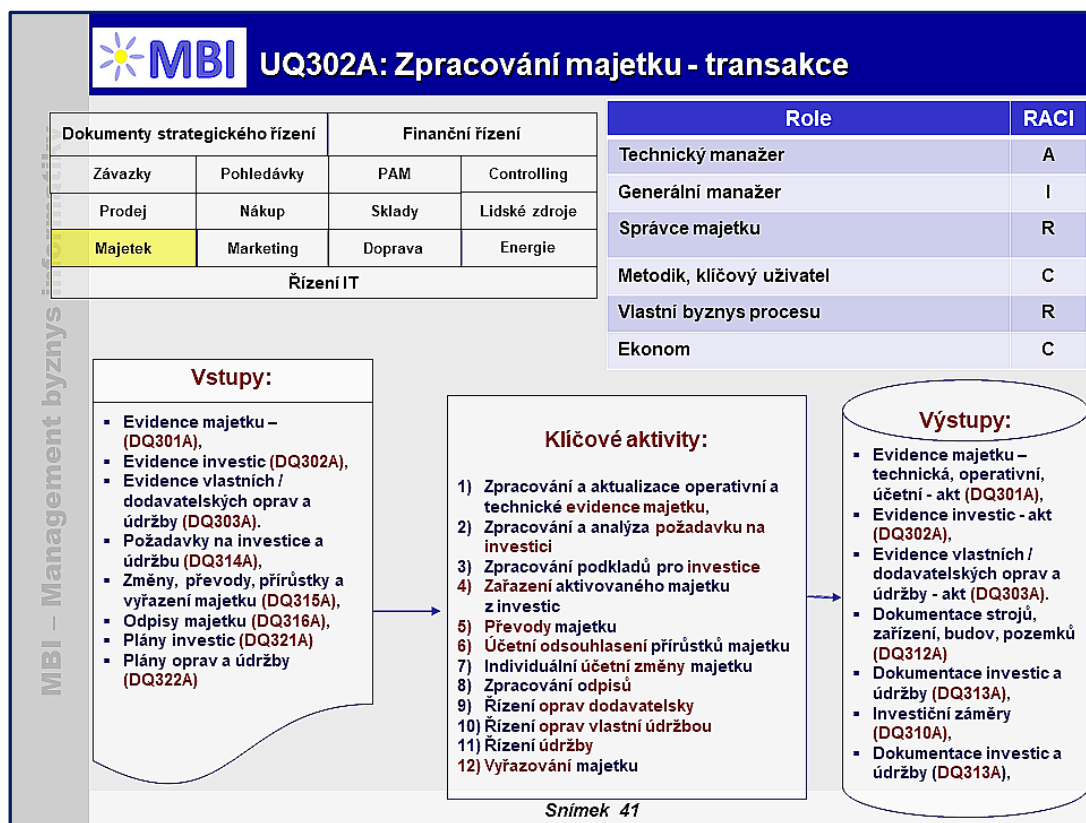 MBI
UQ302A: Zpracování majetku - transakce
MBI – Management byznys informatiky
Dokumenty strategického řízení
Finanční řízení
Závazky
Pohledávky
PAM
Controlling
Prodej
Nákup
Sklady
Lidské zdroje
Majetek
Marketing
Doprava
Energie
Řízení IT
Role RACI
Technický manažer A
Generální manažer I
Správce majetku R
Metodik, klíčový uživatel C
Vlastní byznys procesu R
Ekonom C
Vstupy:
▪ Evidence majetku –
(DQ301A),
▪ Evidence investic (DQ302A),
▪ Evidence vlastních /
dodavatelských oprav a
údržby (DQ303A).
▪ Požadavky na investice a
údržbu (DQ314A),
▪ Změny, převody, přírůstky a
vyřazení majetku (DQ315A),
▪ Odpisy majetku (DQ316A),
▪ Plány investic (DQ321A)
▪ Plány oprav a údržby
(DQ322A)
Klíčové aktivity:
1) Zpracování a aktualizace operativní a
technické evidence majetku,
2) Zpracování a analýza požadavku na
investici
3) Zpracování podkladů pro investice
4) Zařazení aktivovaného majetku
z investic
5) Převody majetku
6) Účetní odsouhlasení přírůstků majetku
7) Individuální účetní změny majetku
8) Zpracování odpisů
9) Řízení oprav dodavatelsky
10) Řízení oprav vlastní údržbou
11) Řízení údržby
12) Vyřazování majetku
Výstupy:
▪ Evidence majetku –
technická, operativní,
účetní - akt (DQ301A),
▪ Evidence investic - akt
(DQ302A),
▪ Evidence vlastních /
dodavatelských oprav a
údržby - akt (DQ303A).
▪ Dokumentace strojů,
zařízení, budov, pozemků
(DQ312A)
▪ Dokumentace investic a
údržby (DQ313A),
▪ Investiční záměry
(DQ310A),
▪ Dokumentace investic a
údržby (DQ313A),
Snímek 41